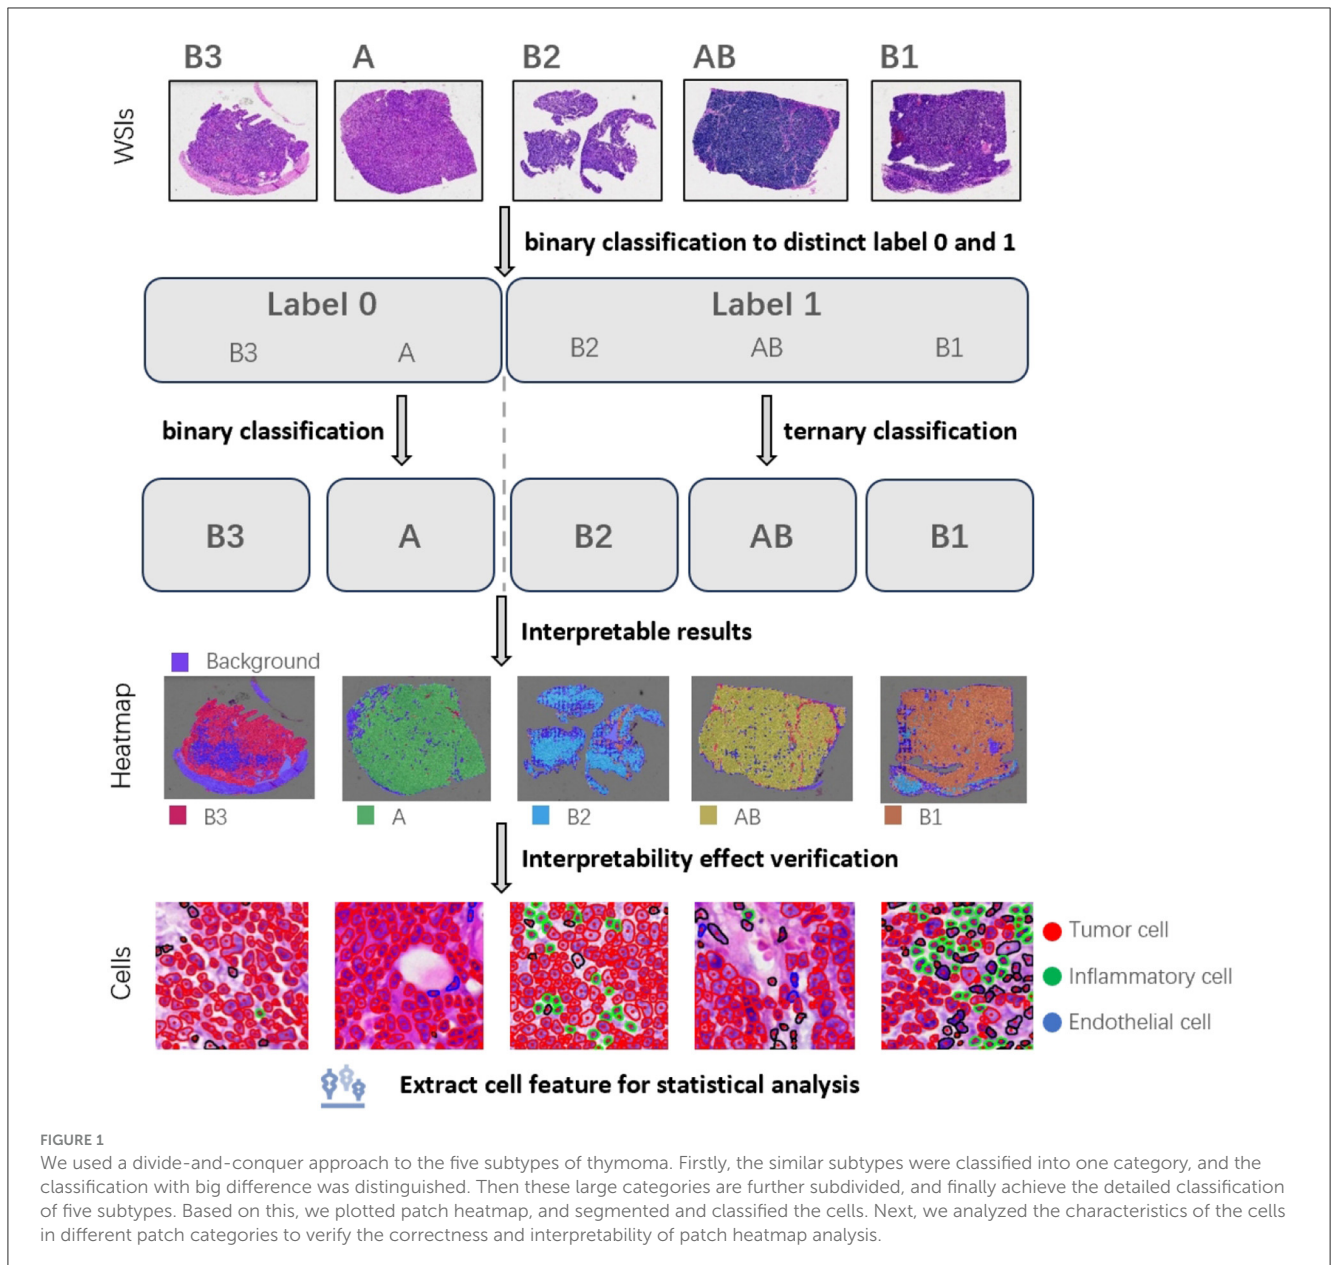 B3 A B2 AB B1
WSIs
binary classification to distinct label 0 and 1
Label 0 Label 1
B3 A B2 AB B1
binary classification ternary classification
B3 A B2 AB B1
Interpretable results
Background
Heatmap
B3 A B2 AB B1
Interpretability effect verification
Cells
Tumor cell
Inflammatory cell
Endothelial cell
Extract cell feature for statistical analysis
FIGURE 1
We used a divide-and-conquer approach to the five subtypes of thymoma. Firstly, the similar subtypes were classified into one category, and the
classification with big difference was distinguished. Then these large categories are further subdivided, and finally achieve the detailed classification
of five subtypes. Based on this, we plotted patch heatmap, and segmented and classified the cells. Next, we analyzed the characteristics of the cells
in different patch categories to verify the correctness and interpretability of patch heatmap analysis.